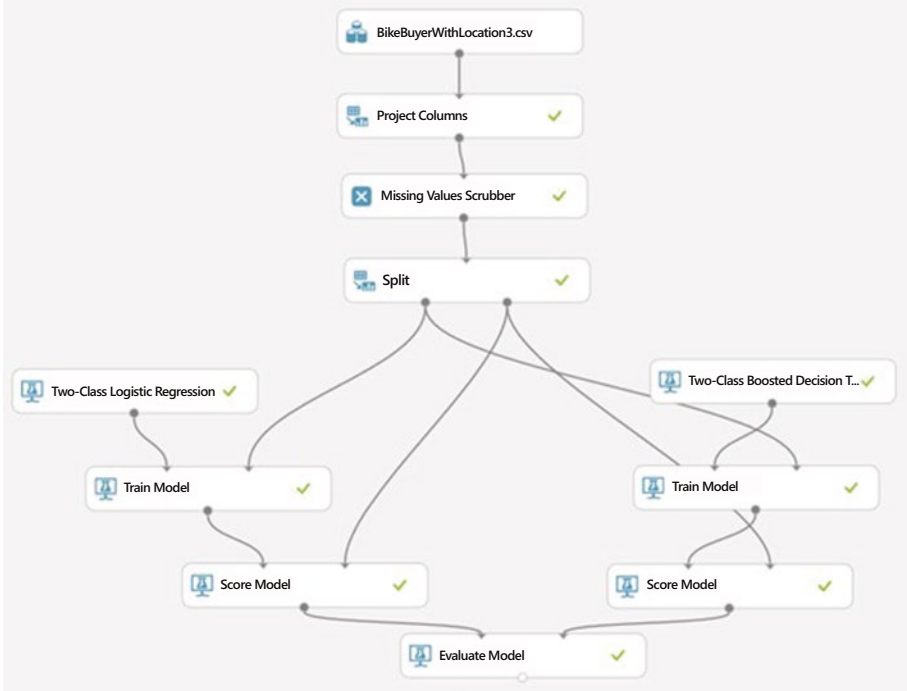 BikeBuyerWithLocation3.csv
Project Columns
Missing Values Scrubber
Split
Two-Class Logistic Regression
Two-Class Boosted Decision T...
Train Model
Train Model
Score Model
Score Model
Evaluate Model